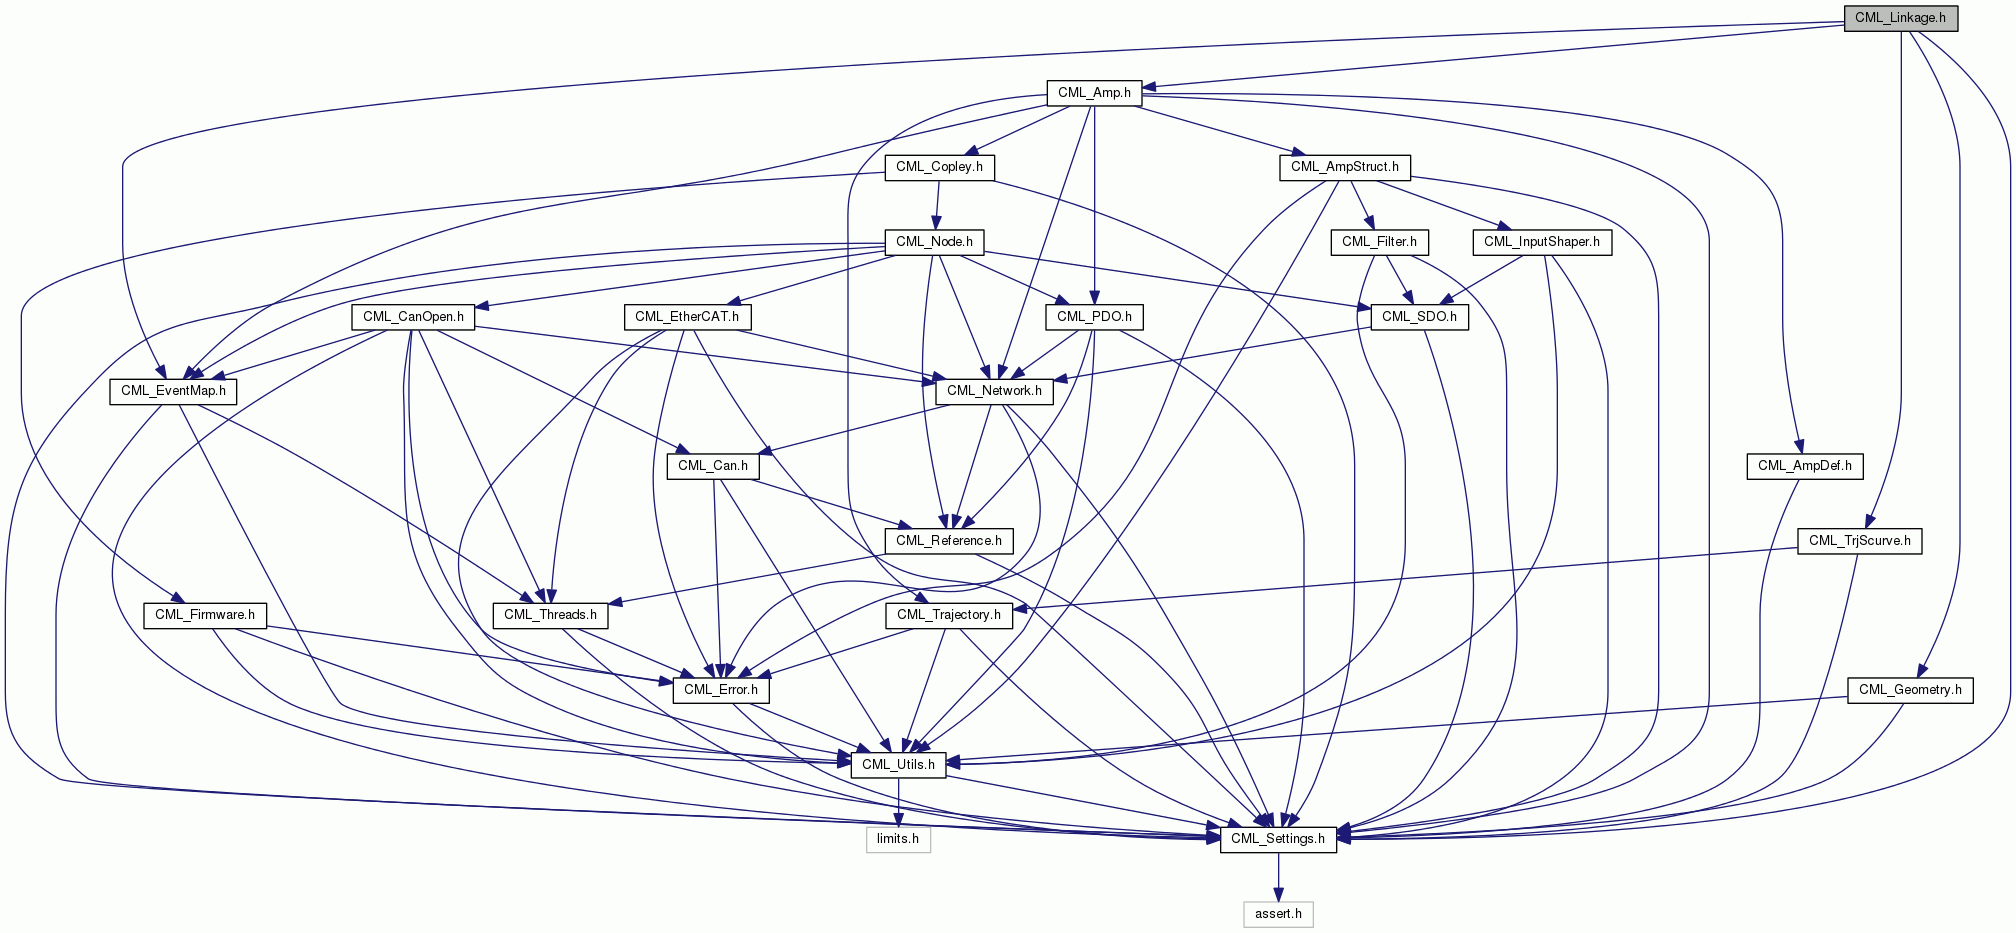 CML_Linkage.h
CML_Amp.h
CML_Copley.h
CML_AmpStruct.h
CML_Node.h
CML_Filter.h
CML_InputShaper.h
CML_CanOpen.h
CML_EtherCAT.h
CML_PDO.h
CML_SDO.h
CML_EventMap.h
CML_Network.h
CML_Can.h
CML_AmpDef.h
CML_Reference.h
CML_TrjScurve.h
CML_Firmware.h
CML_Threads.h
CML_Trajectory.h
CML_Error.h
CML_Geometry.h
CML_Utils.h
limits.h
CML_Settings.h
assert.h